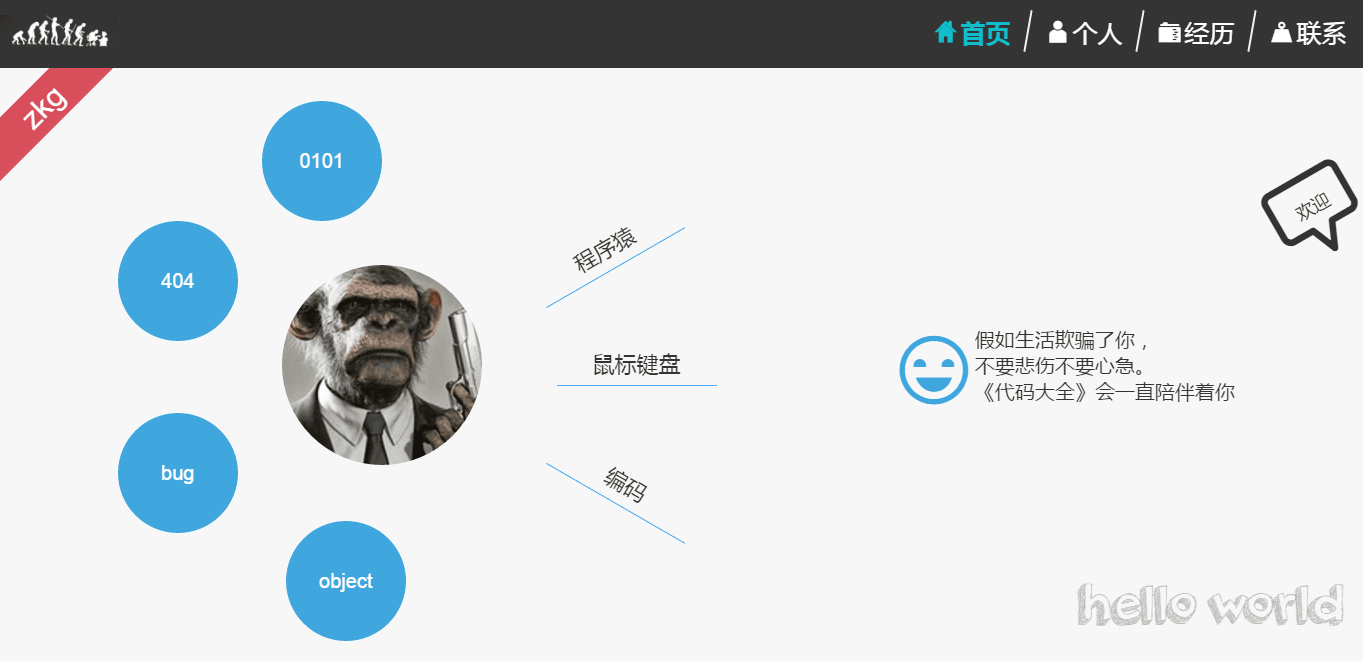 首页
个人
经历
联系
zkg
0101
404
bug
object
程序猿
鼠标键盘
编码
欢迎
假如生活欺骗了你，
不要悲伤不要心急。
《代码大全》会一直陪伴着你
hello world